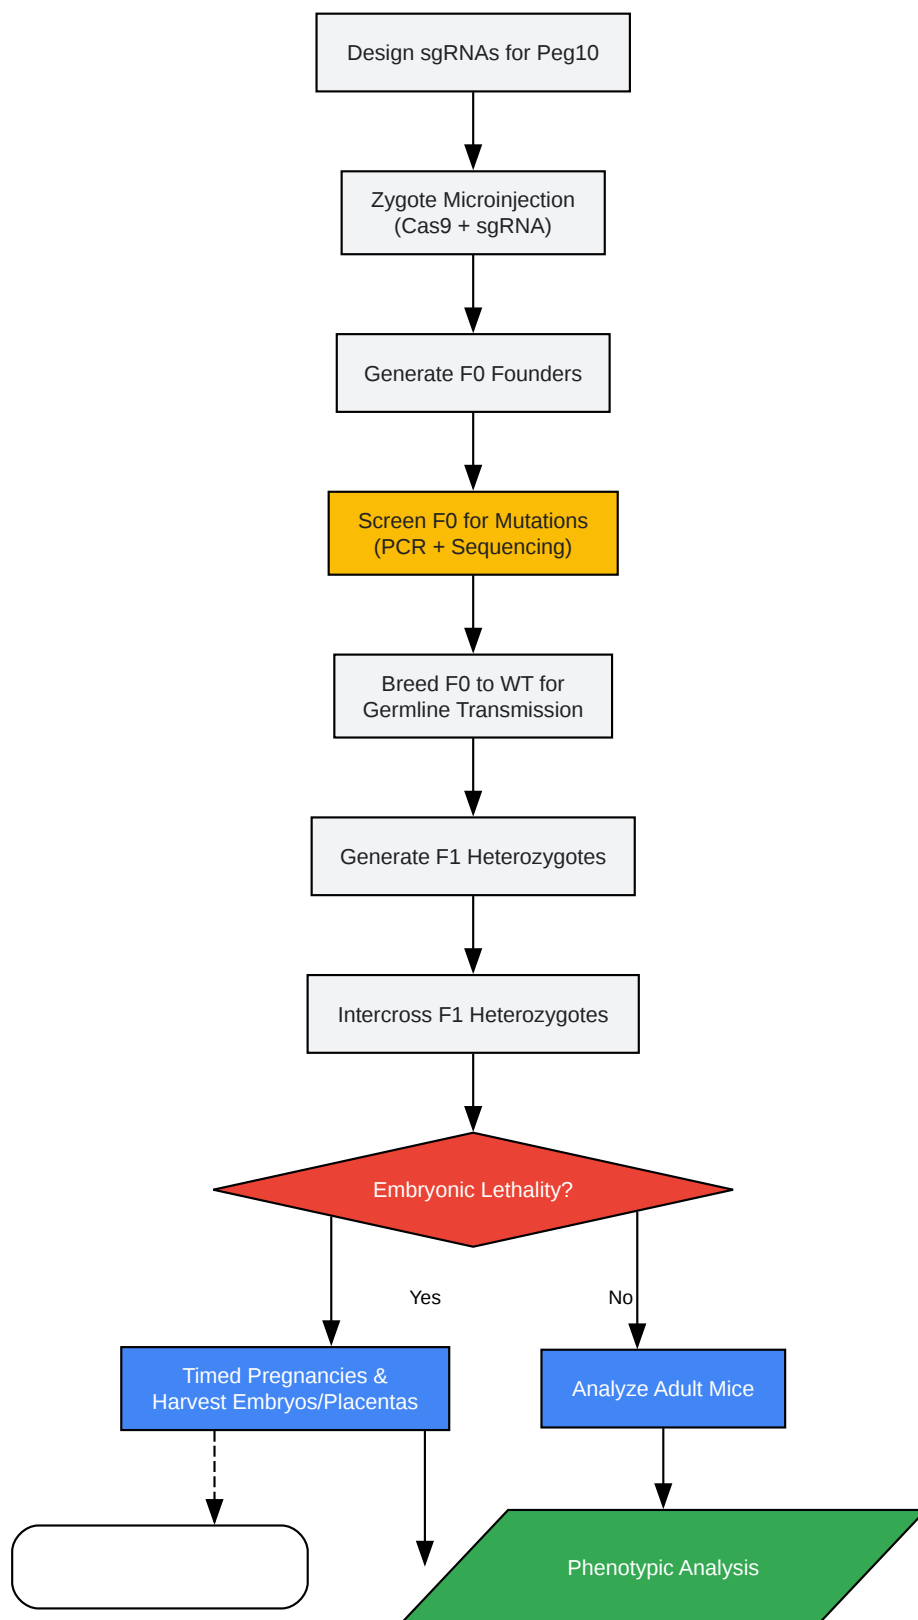 Design sgRNAs for Peg10
Zygote Microinjection
(Cas9 + sgRNA)
Generate F0 Founders
Screen F0 for Mutations
(PCR + Sequencing)
Breed F0 to WT for
Germline Transmission
Generate F1 Heterozygotes
Intercross F1 Heterozygotes
Embryonic Lethality?
Yes
No
Timed Pregnancies &
Harvest Embryos/Placentas
Analyze Adult Mice
Phenotypic Analysis